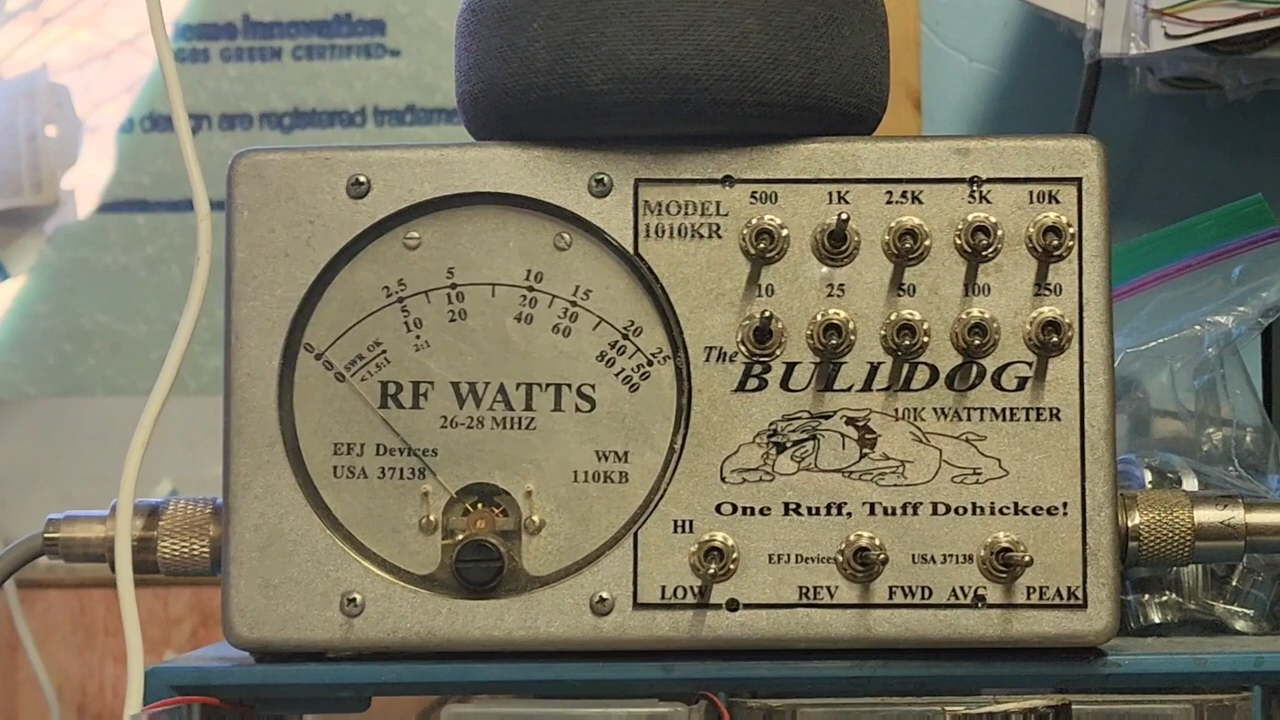 GBS GREEN CERTIFIED
design are registered
MODEL
1010KR
500 1K 2.5K 5K 10K
10 25 50 100 250
The
BULLDOG
10K WATTMETER
One Ruff, Tuff Dohickee!
HI
LOW
EFJ Devices
USA 37138
REV FWD AVG PEAK
0 2.5 5 10 15 20 25
0 5 10 20 30 40 50
0 10 20 40 60 80 100
SWR OK
<1.5:1
2:1
RF WATTS
26-28 MHZ
EFJ Devices
USA 37138
WM
110KB